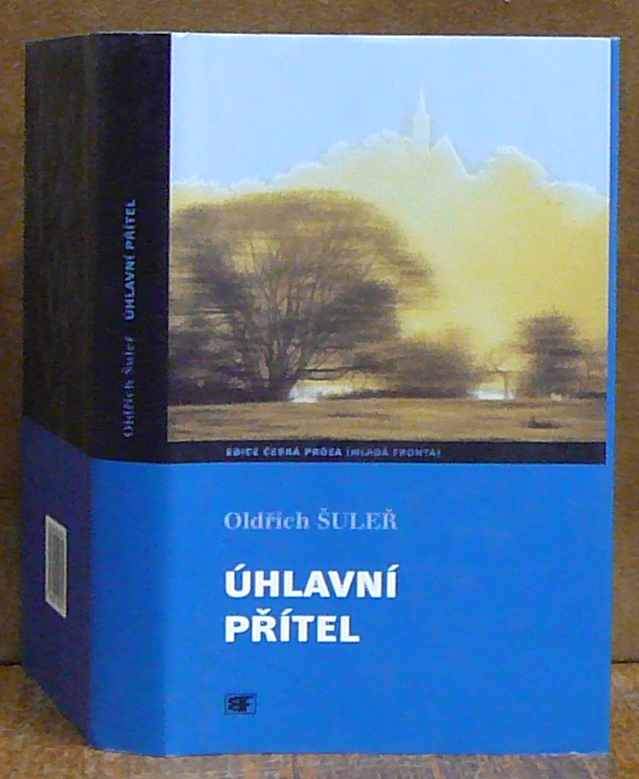 Oldřich Šuleř ÚHLAVNÍ PŘÍTEL
EDICE ČESKÁ PRÓZA (MLADÁ FRONTA)
Oldřich ŠULEŘ
ÚHLAVNÍ
PŘÍTEL